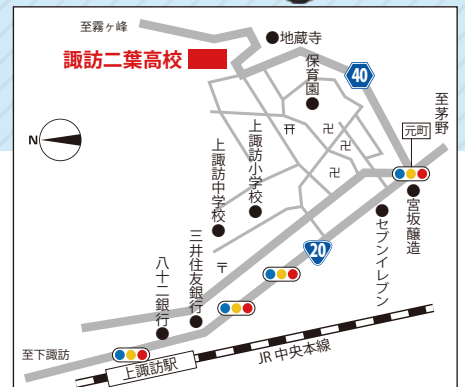 至霧ヶ峰
地蔵寺
諏訪二葉高校
保育園
40
至茅野
元町
N
上諏訪小学校
上諏訪中学校
宮坂醸造
セブンイレブン
20
三井住友銀行
八十二銀行
至下諏訪
上諏訪駅
JR中央本線